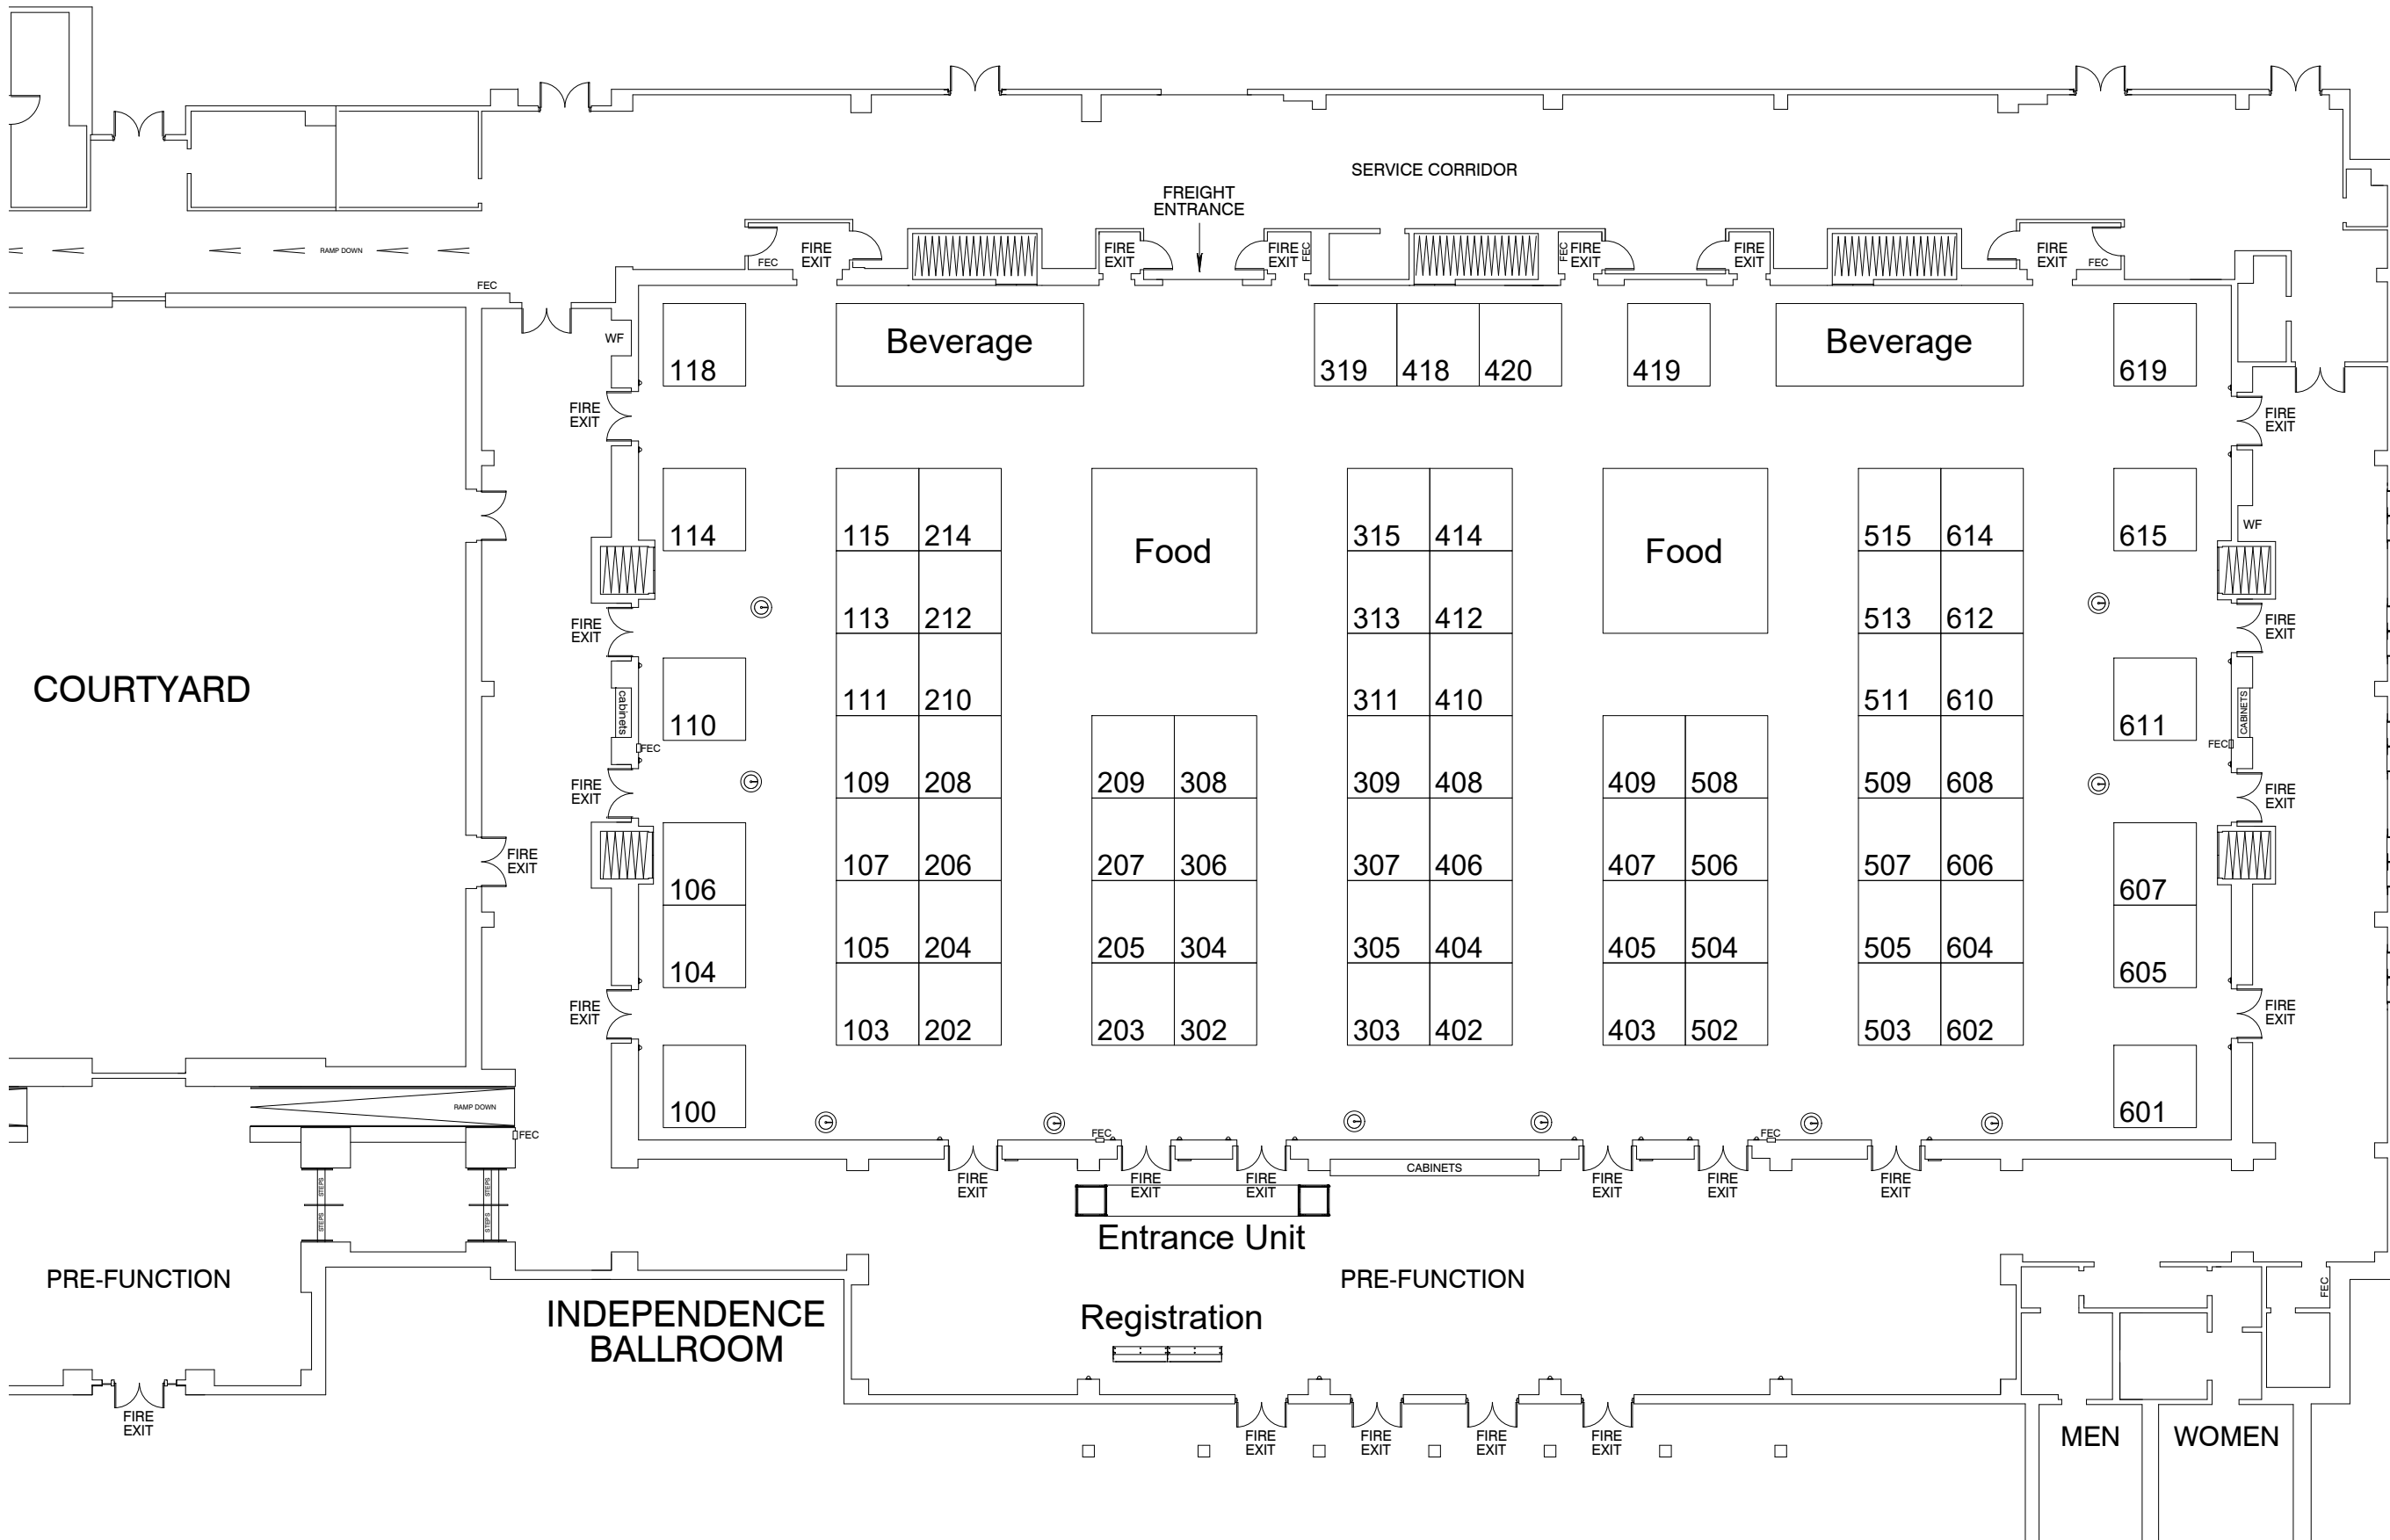 SERVICE CORRIDOR
FREIGHT
ENTRANCE
RAMP DOWN
FEC
FEC
FIRE
EXIT
FIRE
EXIT
FIRE
EXIT
FEC
FEC
FIRE
EXIT
FIRE
EXIT
FIRE
EXIT
FEC
WF
118
Beverage
319 418 420
419
Beverage
619
FIRE
EXIT
FIRE
EXIT
114
115 214
Food
315 414
Food
515 614
615
WF
113 212
313 412
513 612
FIRE
EXIT
FIRE
EXIT
COURTYARD
cabinets
110
111 210
311 410
511 610
611
CABINETS
FEC
FEC
109 208
209 308
309 408
409 508
509 608
FIRE
EXIT
FIRE
EXIT
FIRE
EXIT
106
107 206
207 306
307 406
407 506
507 606
607
104
105 204
205 304
305 404
405 504
505 604
605
FIRE
EXIT
FIRE
EXIT
103 202
203 302
303 402
403 502
503 602
100
601
RAMP DOWN
FEC
FEC
FEC
CABINETS
FIRE
EXIT
FIRE
EXIT
FIRE
EXIT
FIRE
EXIT
FIRE
EXIT
FIRE
EXIT
STEPS
STEPS
STEPS
STEPS
Entrance Unit
PRE-FUNCTION
PRE-FUNCTION
FEC
INDEPENDENCE
BALLROOM
Registration
FIRE
EXIT
FIRE
EXIT
FIRE
EXIT
FIRE
EXIT
FIRE
EXIT
MEN
WOMEN